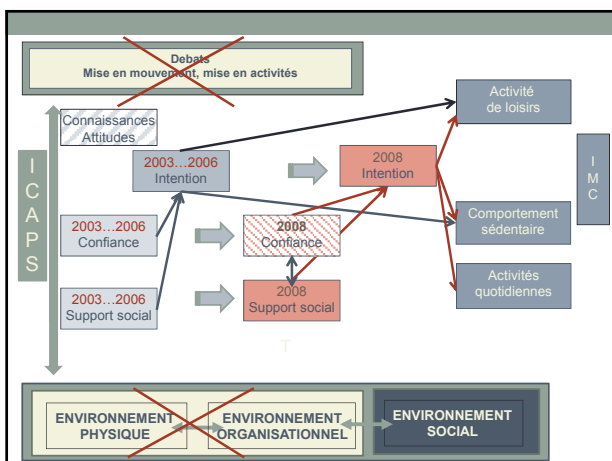 Debats
Mise en mouvement, mise en activités
Connaissances
Attitudes
Activité
de loisirs
2003...2006
Intention
2008
Intention
ICAPS
IMC
2003...2006
Confiance
2008
Confiance
Comportement
sédentaire
2003...2006
Support social
2008
Support social
Activités
quotidiennes
T
ENVIRONNEMENT
PHYSIQUE
ENVIRONNEMENT
ORGANISATIONNEL
ENVIRONNEMENT
SOCIAL